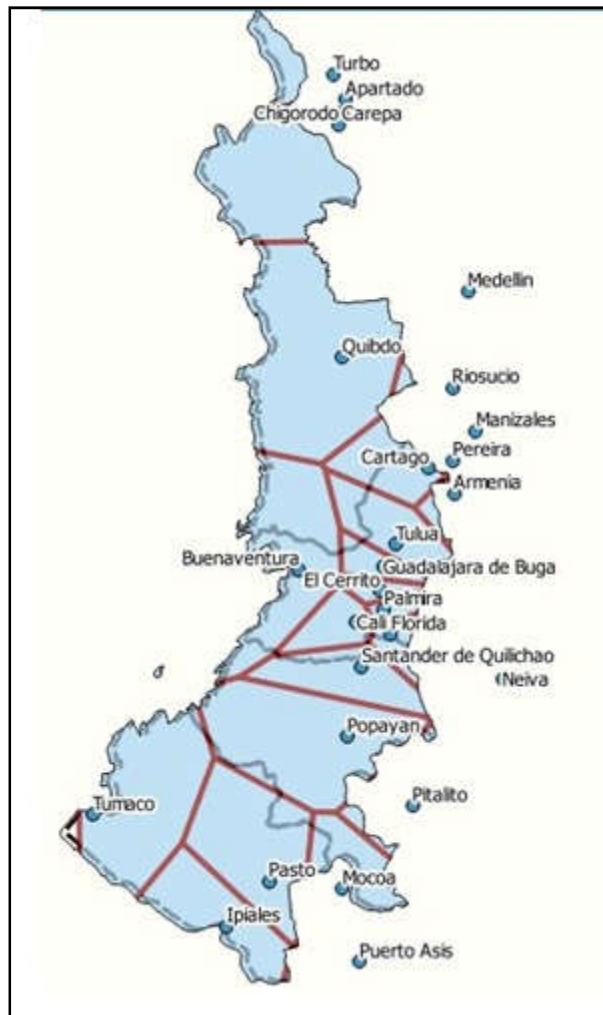 Turbo
Apartado
Chigorodo Carepa
Medellin
Quibdo
Riosucio
Manizales
Pereira
Cartago
Armenia
Tulua
Buenaventura
Guadalajara de Buga
El Cerrito
Palmira
Cali Florida
Santander de Quilichao
Neiva
Popayan
Pitalito
Tumaco
Pasto
Mocoa
Ipiales
Puerto Asis